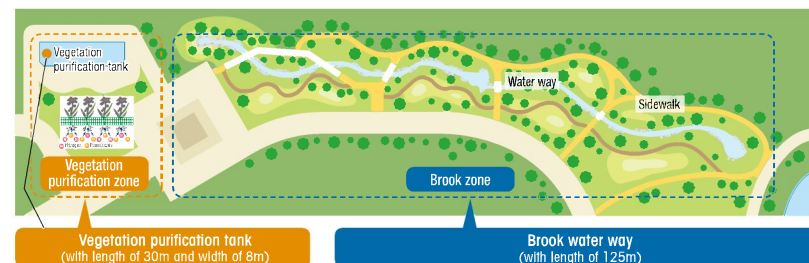 Vegetation
purification-tank
Water way
Sidewalk
Vegetation
purification zone
Brook zone
Vegetation purification tank
(with length of 30m and width of 8m)
Brook water way
(with length of 125m)